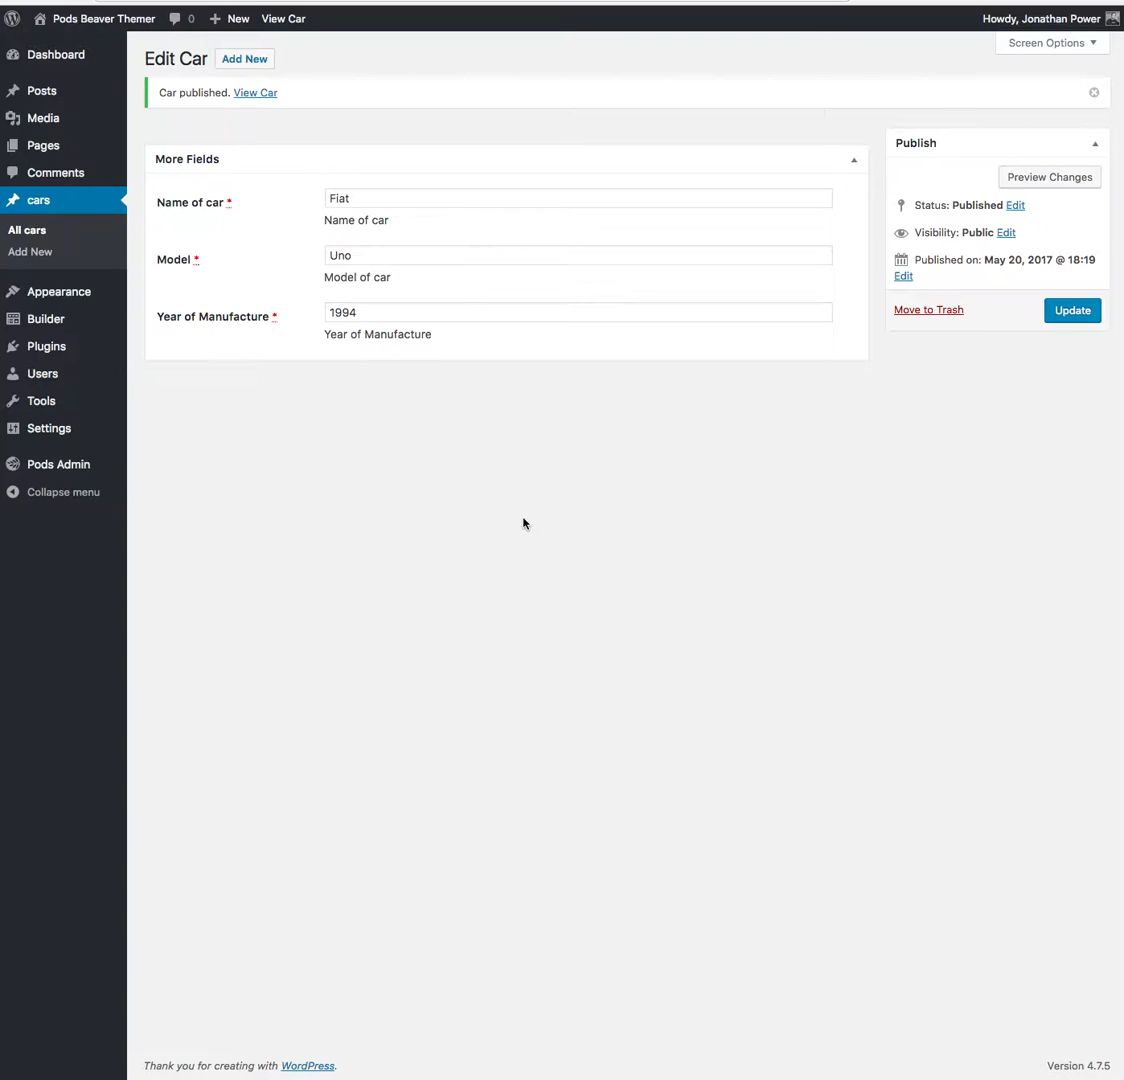 Pods Beaver Themer 0 New View Car Howdy, Jonathan Power
Screen Options
Dashboard
Posts
Media
Pages
Comments
cars
All cars
Add New
Appearance
Builder
Plugins
Users
Tools
Settings
Pods Admin
Collapse menu
Edit Car Add New
Car published. View Car
More Fields
Name of car *
Fiat
Name of car
Model *
Uno
Model of car
Year of Manufacture *
1994
Year of Manufacture
Publish
Preview Changes
Status: Published Edit
Visibility: Public Edit
Published on: May 20, 2017 @ 18:19
Edit
Move to Trash Update
Thank you for creating with WordPress. Version 4.7.5